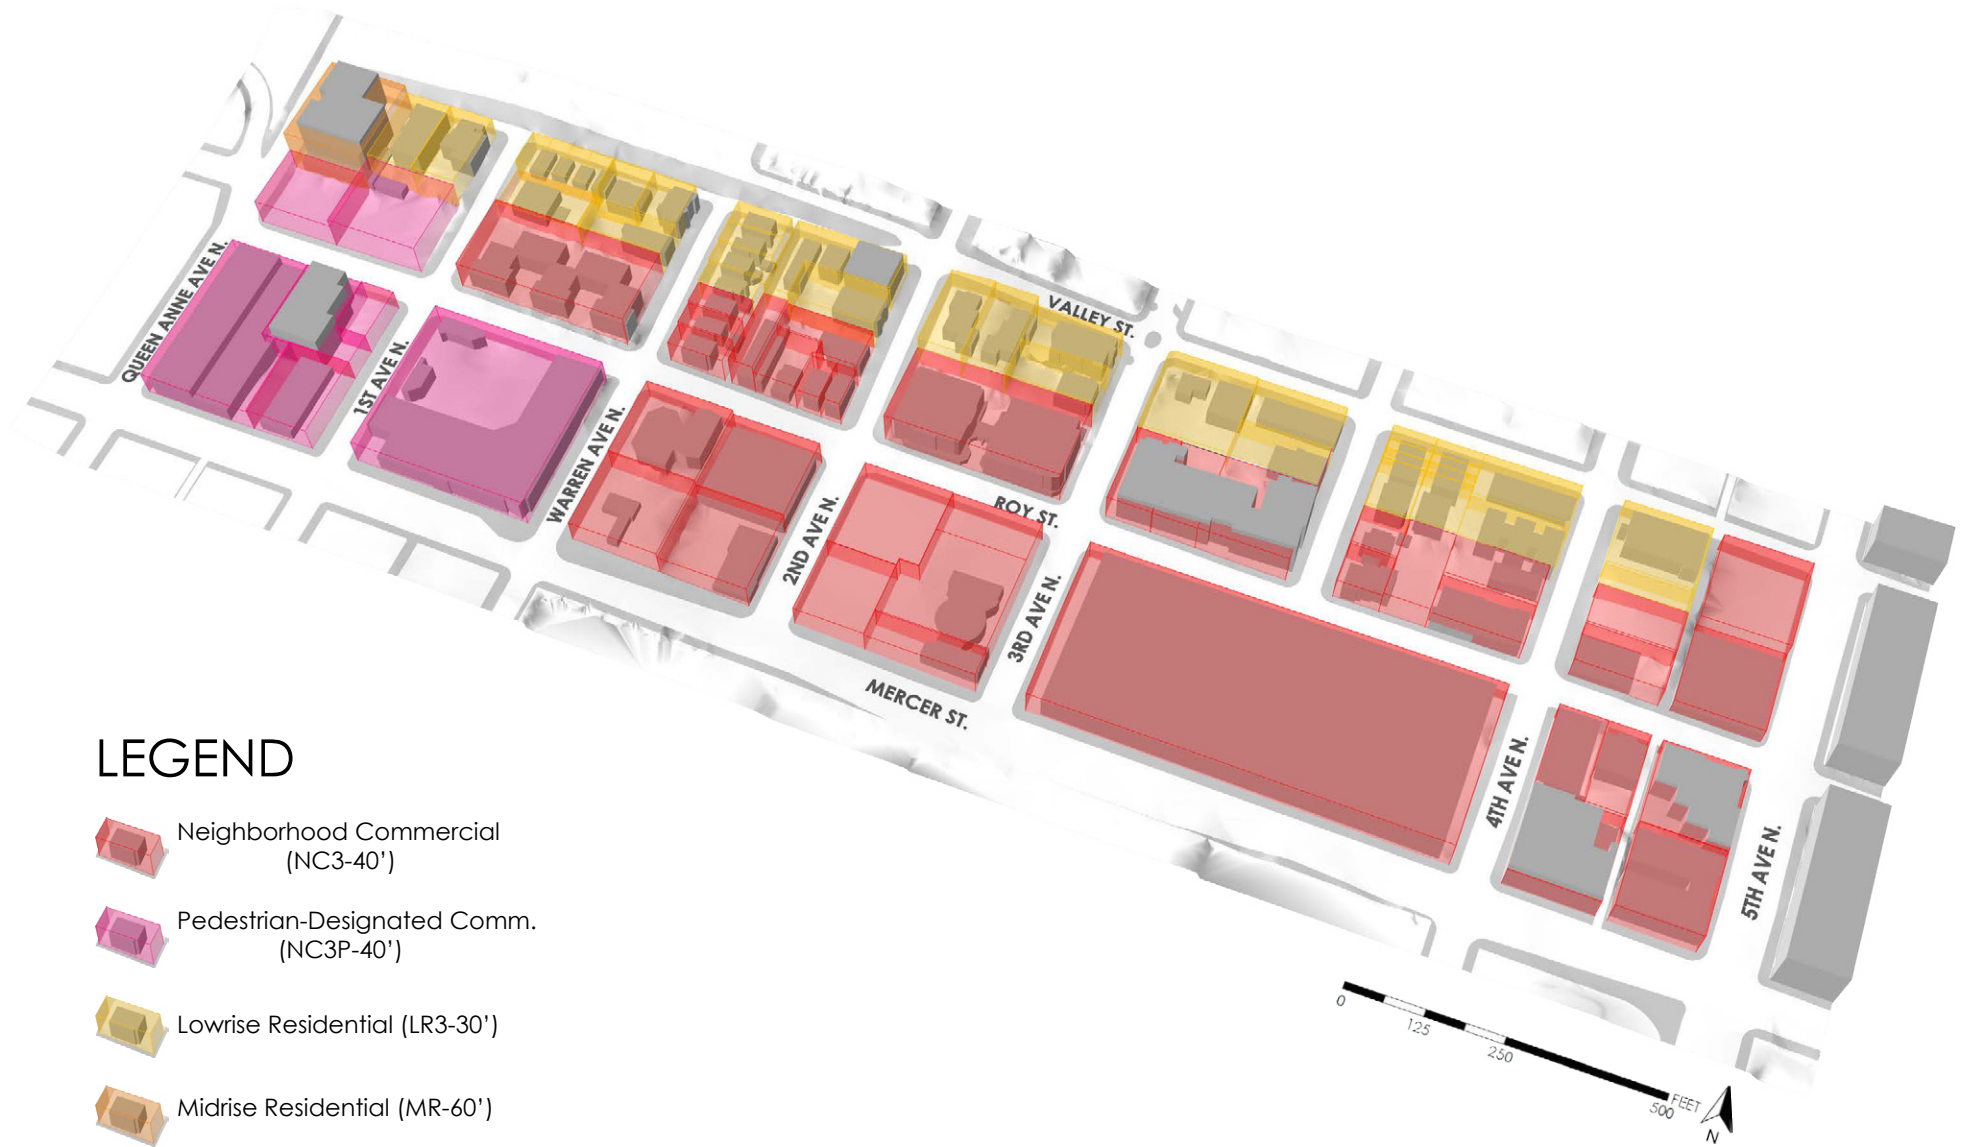 VALLEY ST.
QUEEN ANNE AVE N.
1ST AVE N.
WARREN AVE N.
2ND AVE N.
ROY ST.
3RD AVE N.
MERCER ST.
4TH AVE N.
5TH AVE N.
LEGEND
Neighborhood Commercial
(NC3-40’)
Pedestrian-Designated Comm.
(NC3P-40’)
Lowrise Residential (LR3-30’)
Midrise Residential (MR-60’)
0
125
250
500 FEET
N